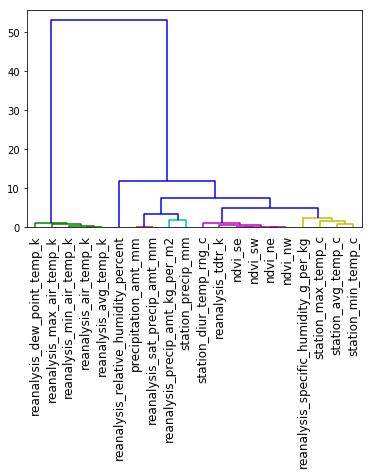 50
40
30
20
10
0
reanalysis_dew_point_temp_k
reanalysis_max_air_temp_k
reanalysis_min_air_temp_k
reanalysis_air_temp_k
reanalysis_avg_temp_k
reanalysis_relative_humidity_percent
precipitation_amt_mm
reanalysis_sat_precip_amt_mm
reanalysis_precip_amt_kg_per_m2
station_precip_mm
station_diur_temp_rng_c
reanalysis_tdtr_k
ndvi_se
ndvi_sw
ndvi_ne
ndvi_nw
reanalysis_specific_humidity_g_per_kg
station_max_temp_c
station_avg_temp_c
station_min_temp_c